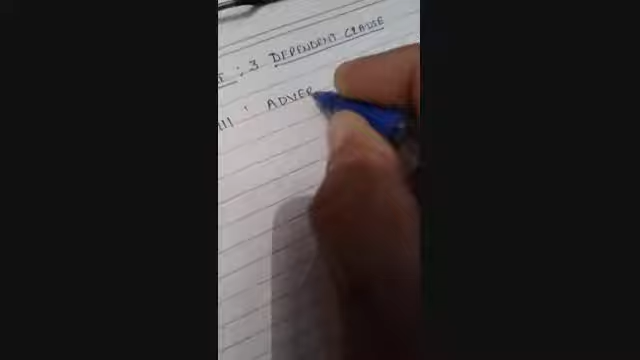 : 3 DEPENDENT CLAUSE
: ADVER